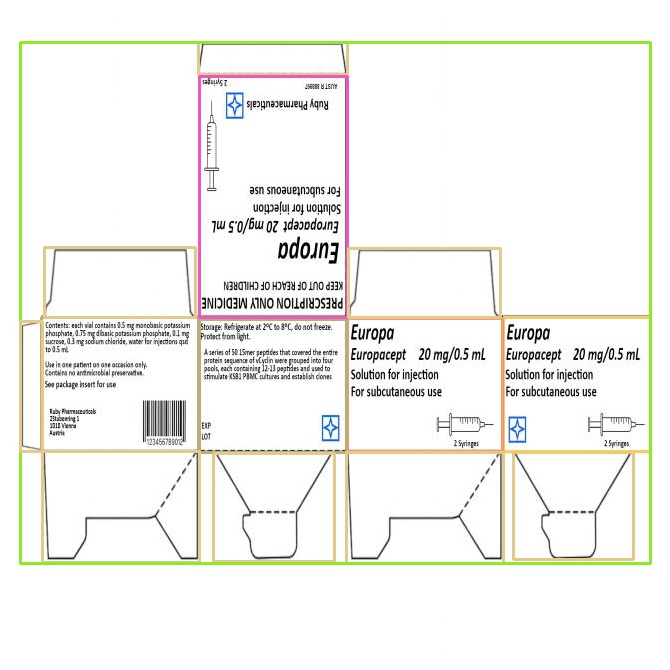 PRESCRIPTION ONLY MEDICINE
KEEP OUT OF REACH OF CHILDREN
Europa
Europacept 20 mg/0.5 mL
Solution for injection
For subcutaneous use
Ruby Pharmaceuticals
AUST R 888997
2 Syringes
Contents: each vial contains 0.5 mg monobasic potassium
phosphate, 0.75 mg dibasic potassium phosphate, 0.1 mg
sucrose, 0.3 mg sodium chloride, water for injections qsd
to 0.5 mL
Use in one patient on one occasion only.
Contains no antimicrobial preservative.
See package insert for use
Ruby Pharmaceuticals
2Stubenring 1
1010 Vienna
Austria
123456789012
Storage: Refrigerate at 2°C to 8°C, do not freeze.
Protect from light.
A series of 50 15mer peptides that covered the entire
protein sequence of vCyclin were grouped into four
pools, each containing 12-13 peptides and used to
stimulate KSB1 PBMC cultures and establish clones
EXP
LOT
Europa
Europacept 20 mg/0.5 mL
Solution for injection
For subcutaneous use
2 Syringes
Europa
Europacept 20 mg/0.5 mL
Solution for injection
For subcutaneous use
2 Syringes